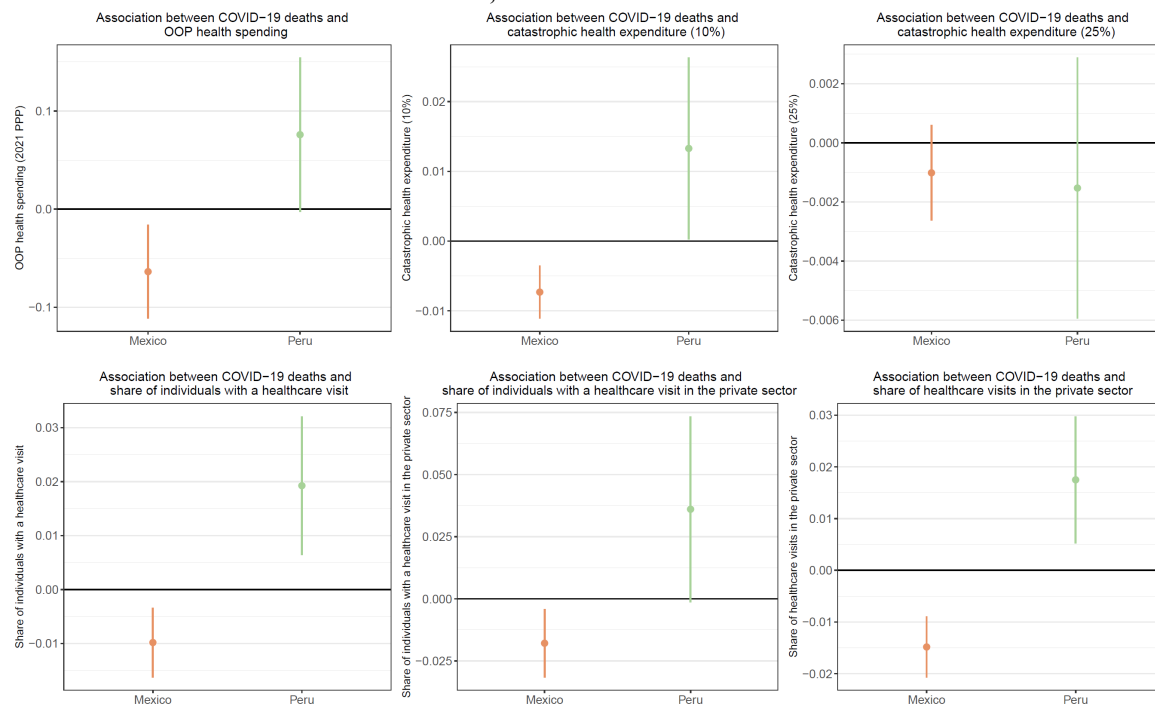 Association between COVID−19 deaths and
OOP health spending
OOP health spending (2021 PPP)
0.1
0.0
−0.1
Mexico
Peru
Association between COVID−19 deaths and
catastrophic health expenditure (10%)
Catastrophic health expenditure (10%)
0.02
0.01
0.00
−0.01
Mexico
Peru
Association between COVID−19 deaths and
catastrophic health expenditure (25%)
Catastrophic health expenditure (25%)
0.002
0.000
−0.002
−0.004
−0.006
Mexico
Peru
Association between COVID−19 deaths and
share of individuals with a healthcare visit
Share of individuals with a healthcare visit
0.03
0.02
0.01
0.00
−0.01
Mexico
Peru
Association between COVID−19 deaths and
share of individuals with a healthcare visit in the private sector
Share of individuals with a healthcare visit in the private sector
0.075
0.050
0.025
0.000
−0.025
Mexico
Peru
Association between COVID−19 deaths and
share of healthcare visits in the private sector
Share of healthcare visits in the private sector
0.03
0.02
0.01
0.00
−0.01
−0.02
Mexico
Peru